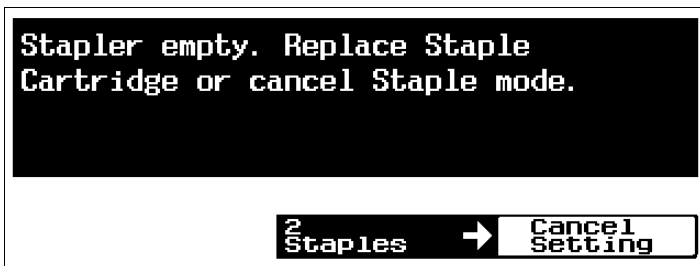 Stapler empty. Replace Staple
Cartridge or cancel Staple mode.
2
Staples
Cancel
Setting